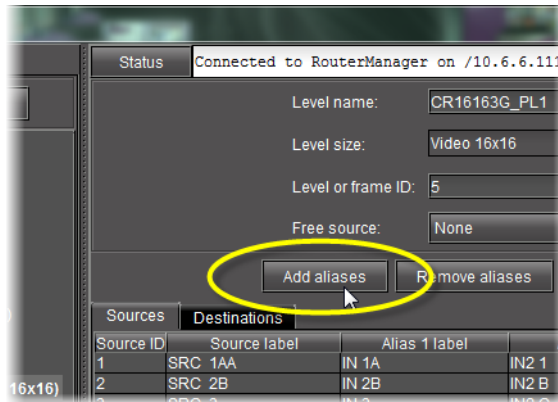 Status Connected to RouterManager on /10.6.6.111
Level name: CR16163G_PL1
Level size: Video 16x16
Level or frame ID: 5
Free source: None
Add aliases Remove aliases
Sources Destinations
Source ID Source label Alias 1 label
1 SRC 1AA IN 1A IN2 1
2 SRC 2B IN 2B IN2 B
16x16)